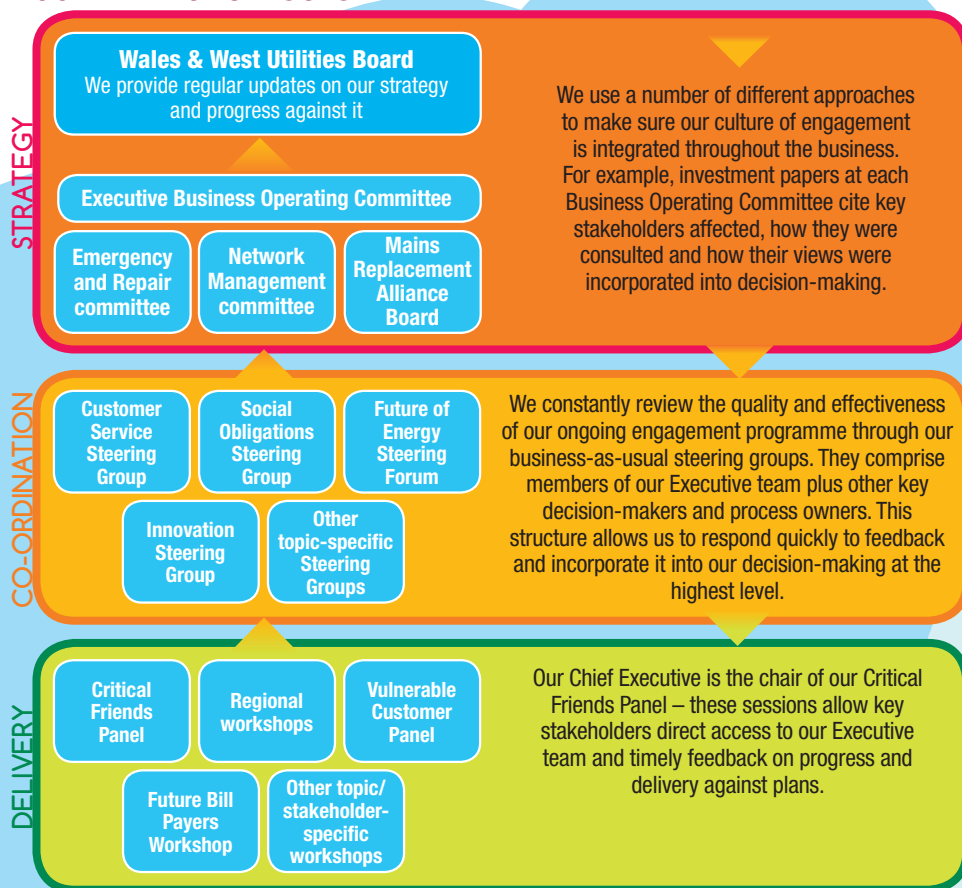 STRATEGY
Wales & West Utilities Board
We provide regular updates on our strategy
and progress against it
Executive Business Operating Committee
Emergency
and Repair
committee
Network
Management
committee
Mains
Replacement
Alliance
Board
We use a number of different approaches
to make sure our culture of engagement
is integrated throughout the business.
For example, investment papers at each
Business Operating Committee cite key
stakeholders affected, how they were
consulted and how their views were
incorporated into decision-making.
CO-ORDINATION
Customer
Service
Steering
Group
Social
Obligations
Steering
Group
Future of
Energy
Steering
Forum
Innovation
Steering
Group
Other
topic-specific
Steering
Groups
We constantly review the quality and effectiveness
of our ongoing engagement programme through our
business-as-usual steering groups. They comprise
members of our Executive team plus other key
decision-makers and process owners. This
structure allows us to respond quickly to feedback
and incorporate it into our decision-making at the
highest level.
DELIVERY
Critical
Friends
Panel
Regional
workshops
Vulnerable
Customer
Panel
Future Bill
Payers
Workshop
Other topic/
stakeholder-
specific
workshops
Our Chief Executive is the chair of our Critical
Friends Panel – these sessions allow key
stakeholders direct access to our Executive
team and timely feedback on progress and
delivery against plans.